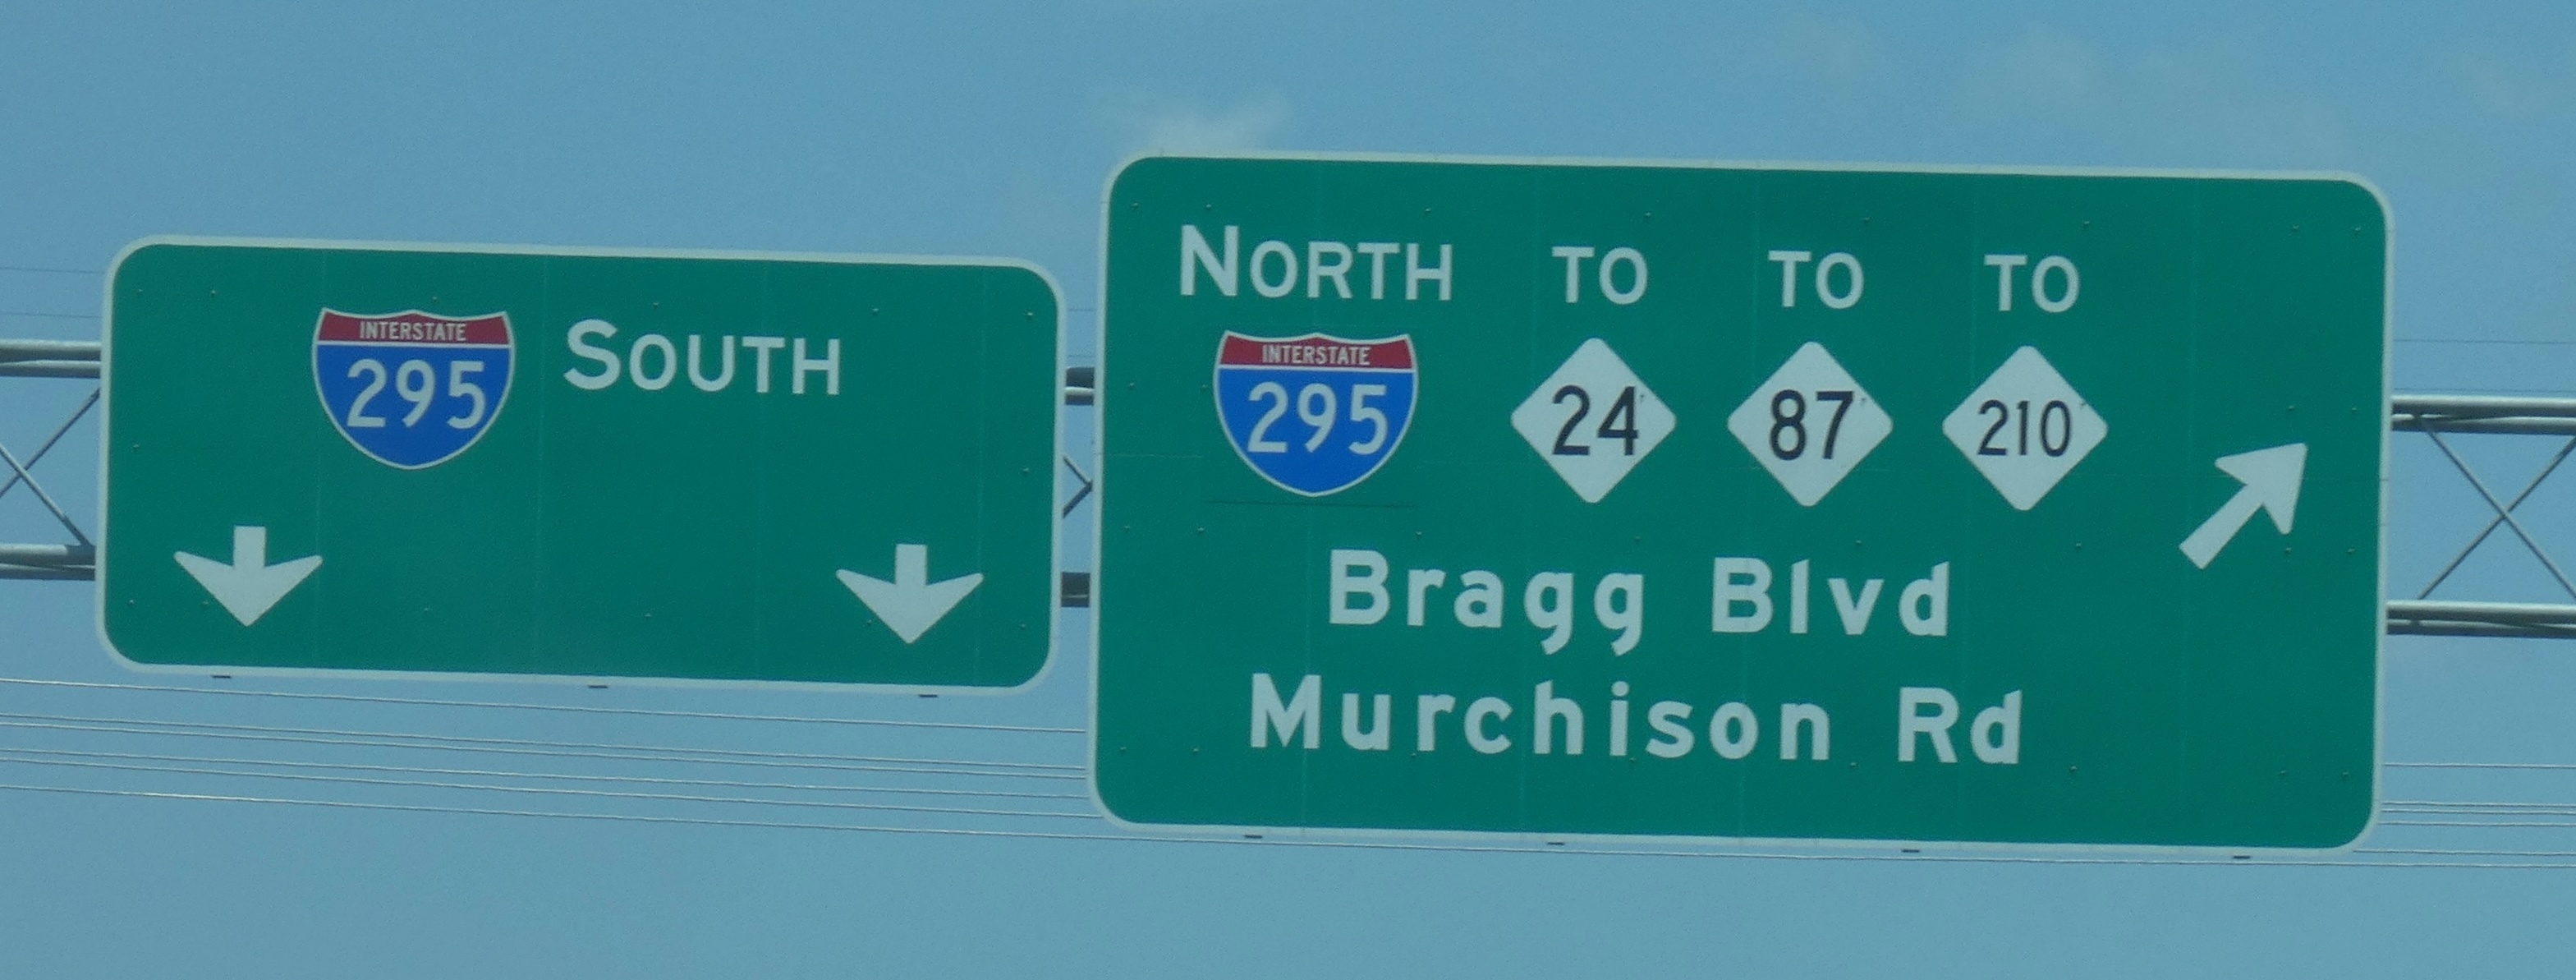 INTERSTATE
295 SOUTH
NORTH TO TO TO
INTERSTATE
295 24 87 210
Bragg Blvd
Murchison Rd